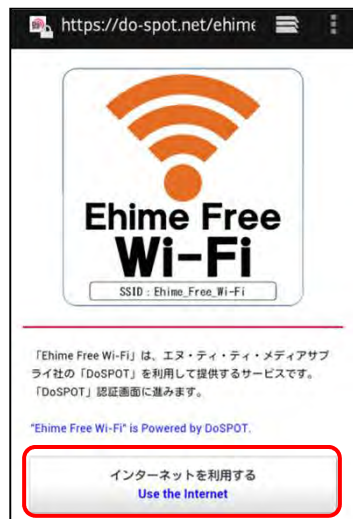 https://do-spot.net/ehime
Ehime Free
Wi-Fi
SSID : Ehime_Free_Wi-Fi
「Ehime Free Wi-Fi」は、エヌ・ティ・ティ・メディアサプ
ライ社の「DoSPOT」を利用して提供するサービスです。
「DoSPOT」認証画面に進みます。
"Ehime Free Wi-Fi" is Powered by DoSPOT.
インターネットを利用する
Use the Internet